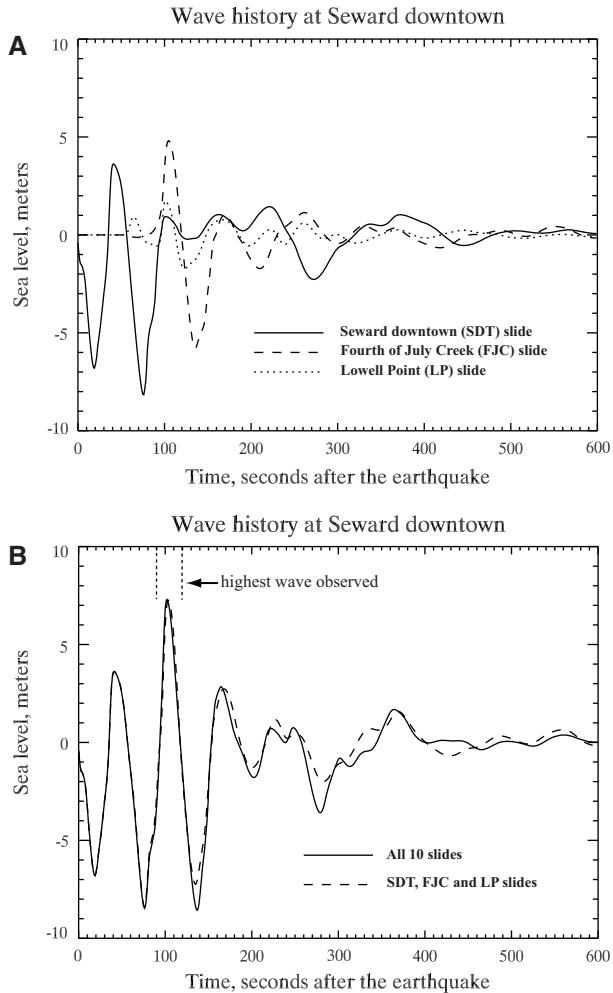 Wave history at Seward downtown
A
10
5
0
-5
-10
Sea level, meters
Seward downtown (SDT) slide
Fourth of July Creek (FJC) slide
Lowell Point (LP) slide
0 100 200 300 400 500 600
Time, seconds after the earthquake
Wave history at Seward downtown
B
10
5
0
-5
-10
Sea level, meters
highest wave observed
All 10 slides
SDT, FJC and LP slides
0 100 200 300 400 500 600
Time, seconds after the earthquake